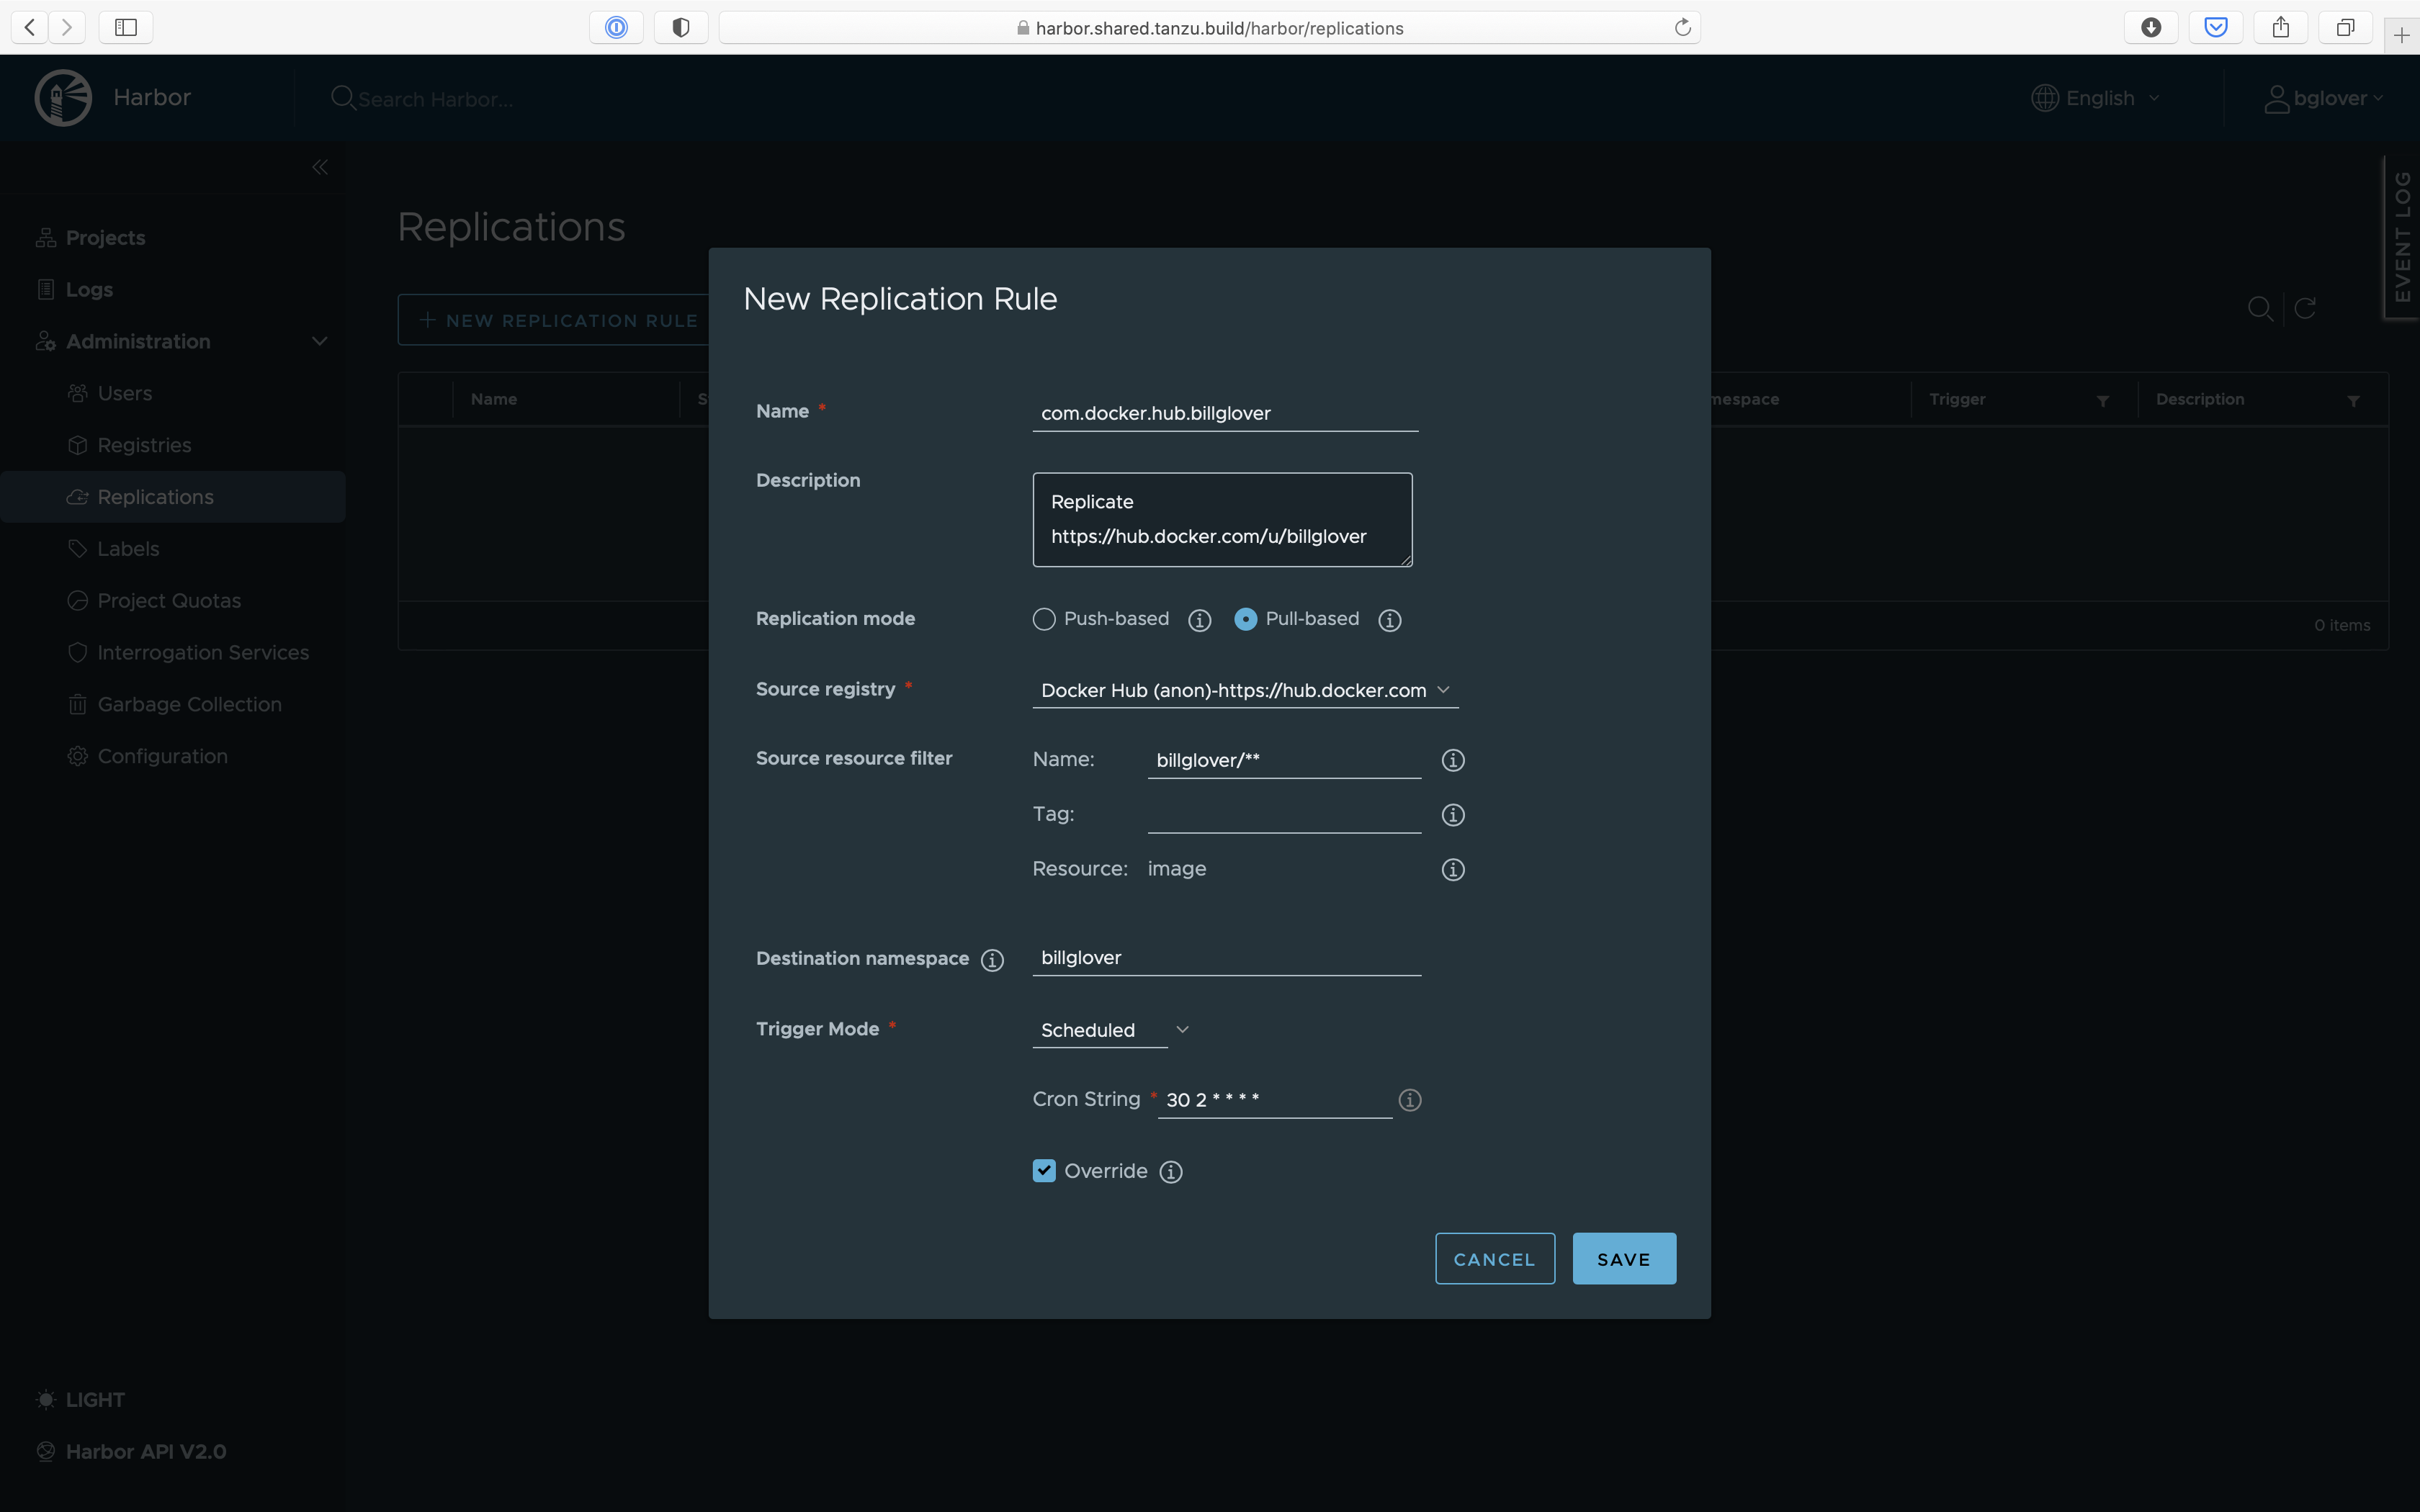 harbor.shared.tanzu.build/harbor/replications
Harbor
Search Harbor...
English
bglover
EVENT LOG
Projects
Logs
Administration
Users
Registries
Replications
Labels
Project Quotas
Interrogation Services
Garbage Collection
Configuration
LIGHT
Harbor API V2.0
Replications
+ NEW REPLICATION RULE
Name
mespace
Trigger
Description
0 items
New Replication Rule
Name * com.docker.hub.billglover
Description
Replicate
https://hub.docker.com/u/billglover
Replication mode Push-based Pull-based
Source registry * Docker Hub (anon)-https://hub.docker.com
Source resource filter Name: billglover/**
Tag:
Resource: image
Destination namespace billglover
Trigger Mode * Scheduled
Cron String * 30 2 * * * *
Override
CANCEL SAVE